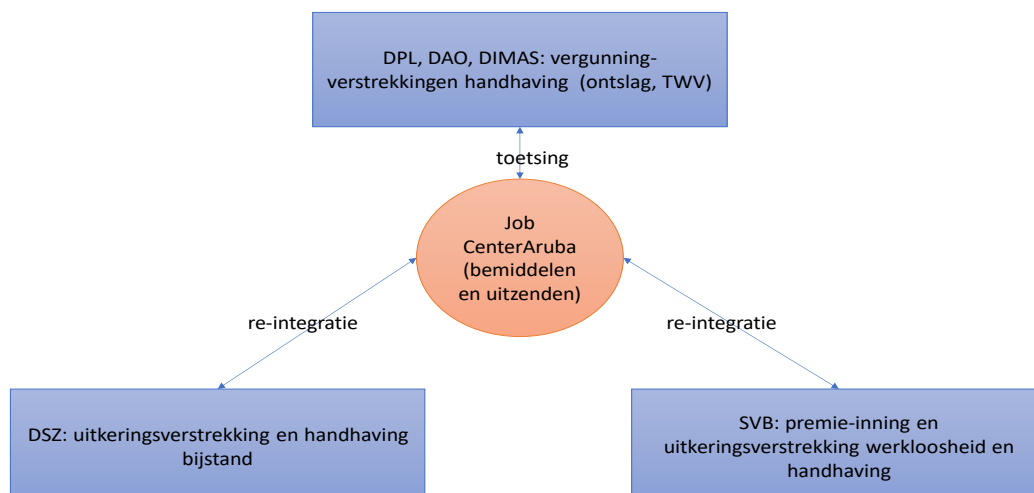 DPL, DAO, DIMAS: vergunning-
verstrekkingen handhaving (ontslag, TWV)
toetsing
Job
CenterAruba
(bemiddelen
en uitzenden)
re-integratie
re-integratie
DSZ: uitkeringsverstrekking en handhaving
bijstand
SVB: premie-inning en
uitkeringsverstrekking werkloosheid en
handhaving